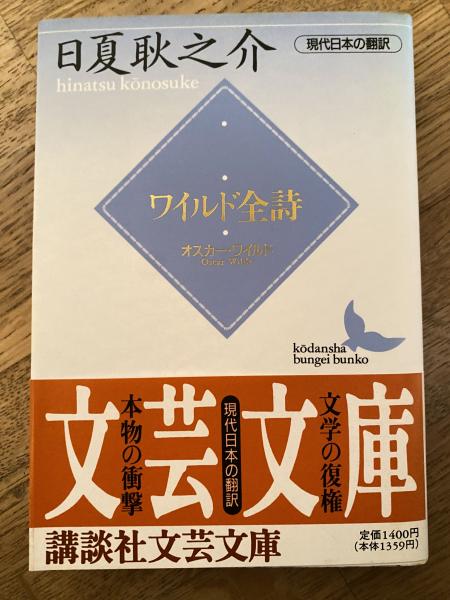 日夏耿之介
現代日本の翻訳
hinatsu kōnosuke
ワイルド全詩
オスカー・ワイルド
Oscar Wilde
kōdansha
bungei bunko
文芸文庫
文学の復権
現代日本の翻訳
本物の衝撃
講談社文芸文庫
定価1400円
(本体1359円)